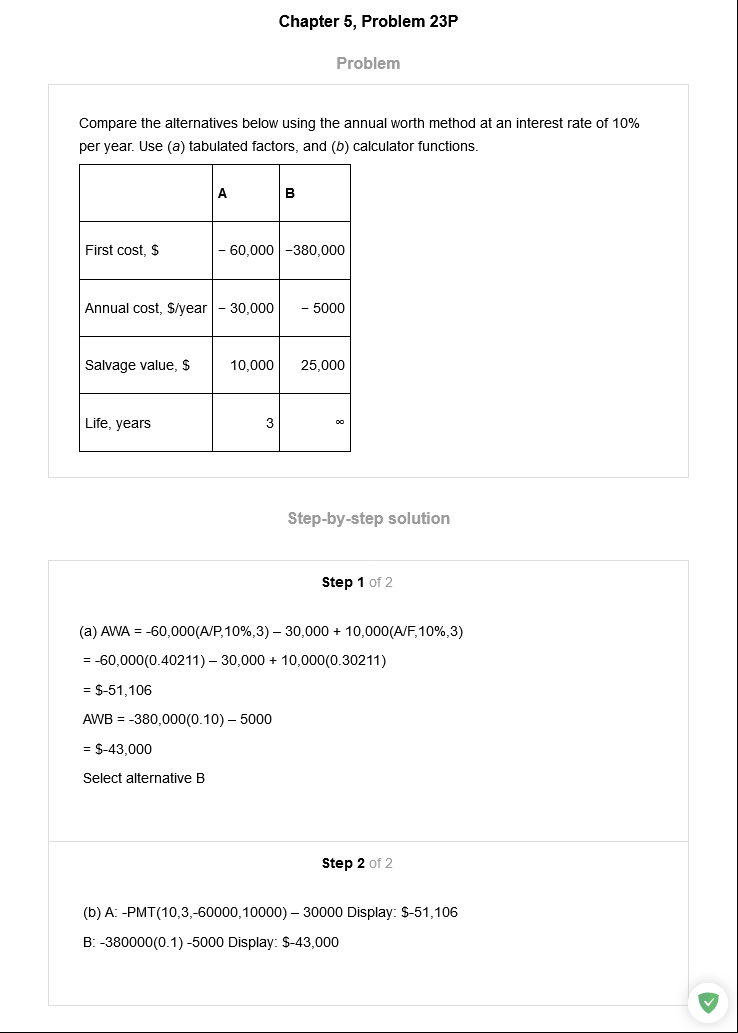 Chapter 5, Problem 23P
Problem
Compare the alternatives below using the annual worth method at an interest rate of 10%
per year. Use (a) tabulated factors, and (b) calculator functions.
A B
First cost, $ − 60,000 −380,000
Annual cost, $/year − 30,000 − 5000
Salvage value, $ 10,000 25,000
Life, years 3 ∞
Step-by-step solution
Step 1 of 2
(a) AWA = -60,000(A/P,10%,3) – 30,000 + 10,000(A/F,10%,3)
= -60,000(0.40211) – 30,000 + 10,000(0.30211)
= $-51,106
AWB = -380,000(0.10) – 5000
= $-43,000
Select alternative B
Step 2 of 2
(b) A: -PMT(10,3,-60000,10000) – 30000 Display: $-51,106
B: -380000(0.1) -5000 Display: $-43,000